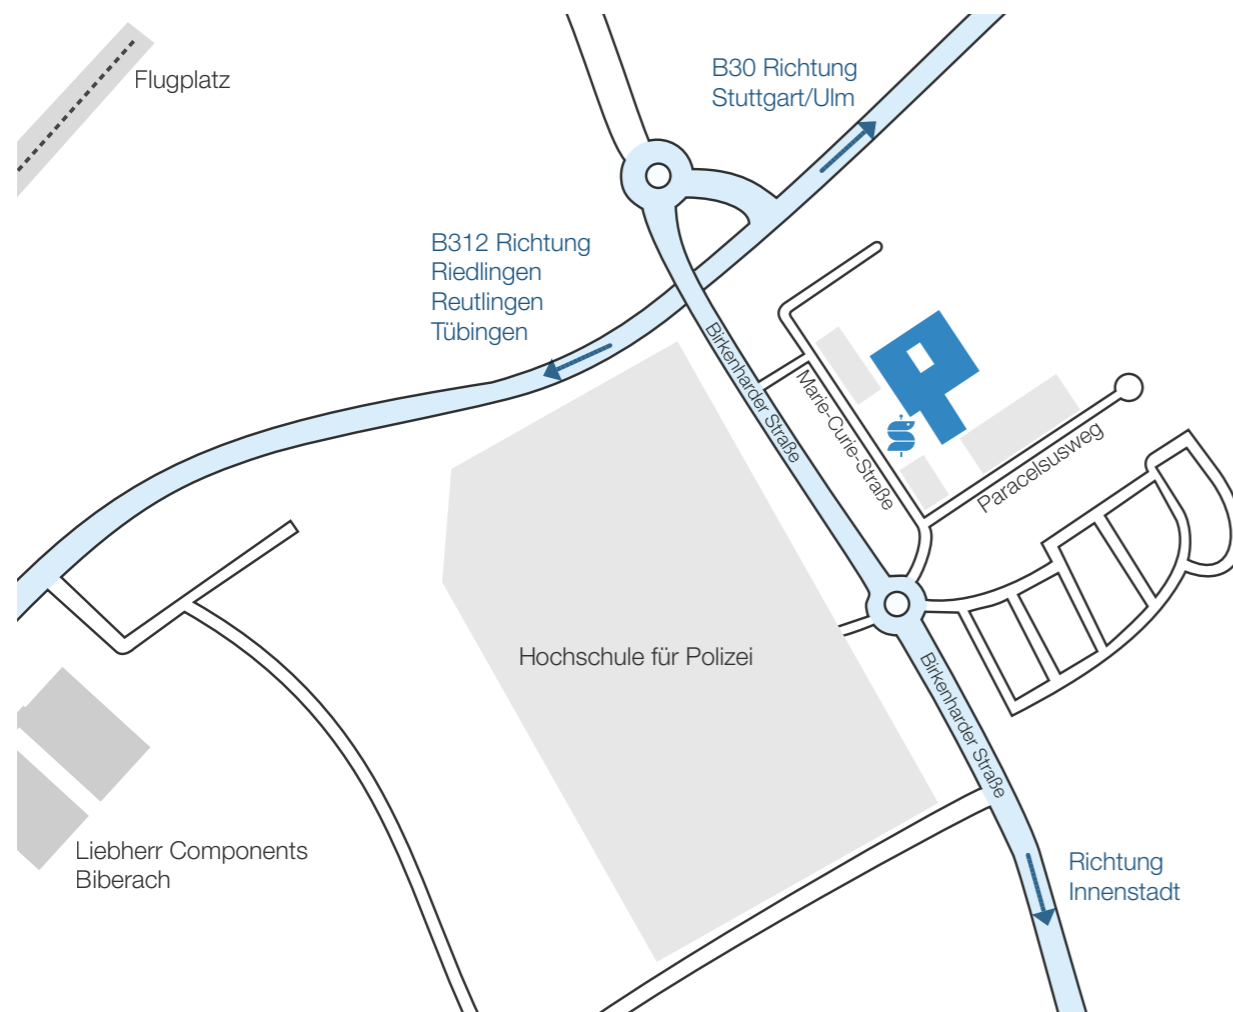 Flugplatz
B30 Richtung
Stuttgart/Ulm
B312 Richtung
Riedlingen
Reutlingen
Tübingen
Birkenharder Straße
Marie-Curie-Straße
Paracelsusweg
Hochschule für Polizei
Birkenharder Straße
Liebherr Components
Biberach
Richtung
Innenstadt